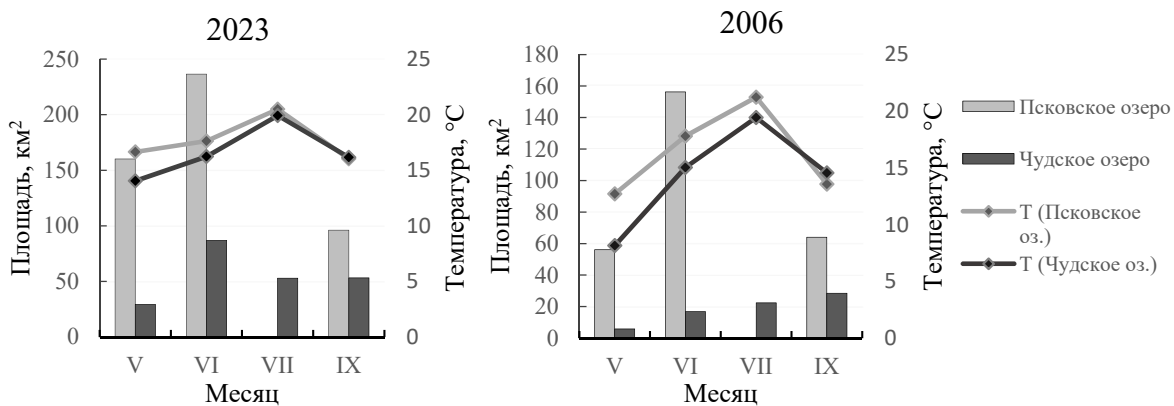 2023
250
200
150
100
50
0
Площадь, км²
25
20
15
10
5
0
Температура, °C
V VI VII IX
Месяц
2006
180
160
140
120
100
80
60
40
20
0
Площадь, км²
25
20
15
10
5
0
Температура, °C
V VI VII IX
Месяц
Псковское озеро
Чудское озеро
Т (Псковское
оз.)
Т (Чудское оз.)